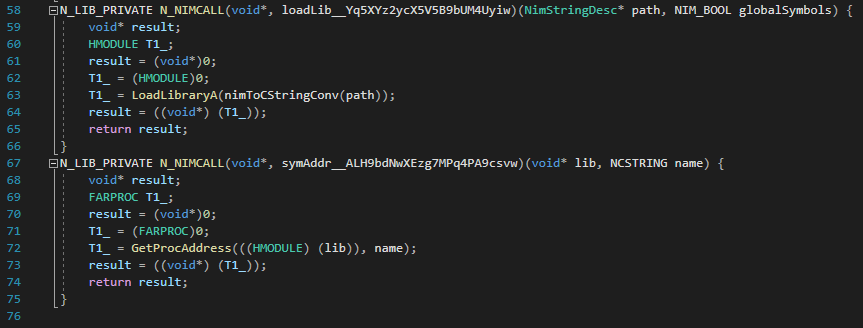 58 N_LIB_PRIVATE N_NIMCALL(void*, loadLib__Yq5XYz2ycX5V5B9bUM4Uyiw)(NimStringDesc* path, NIM_BOOL globalSymbols) {
59 void* result;
60 HMODULE T1_;
61 result = (void*)0;
62 T1_ = (HMODULE)0;
63 T1_ = LoadLibraryA(nimToCStringConv(path));
64 result = ((void*) (T1_));
65 return result;
66 }
67 N_LIB_PRIVATE N_NIMCALL(void*, symAddr__ALH9bdNwXEzg7MPq4PA9csvw)(void* lib, NCSTRING name) {
68 void* result;
69 FARPROC T1_;
70 result = (void*)0;
71 T1_ = (FARPROC)0;
72 T1_ = GetProcAddress(((HMODULE) (lib)), name);
73 result = ((void*) (T1_));
74 return result;
75 }
76